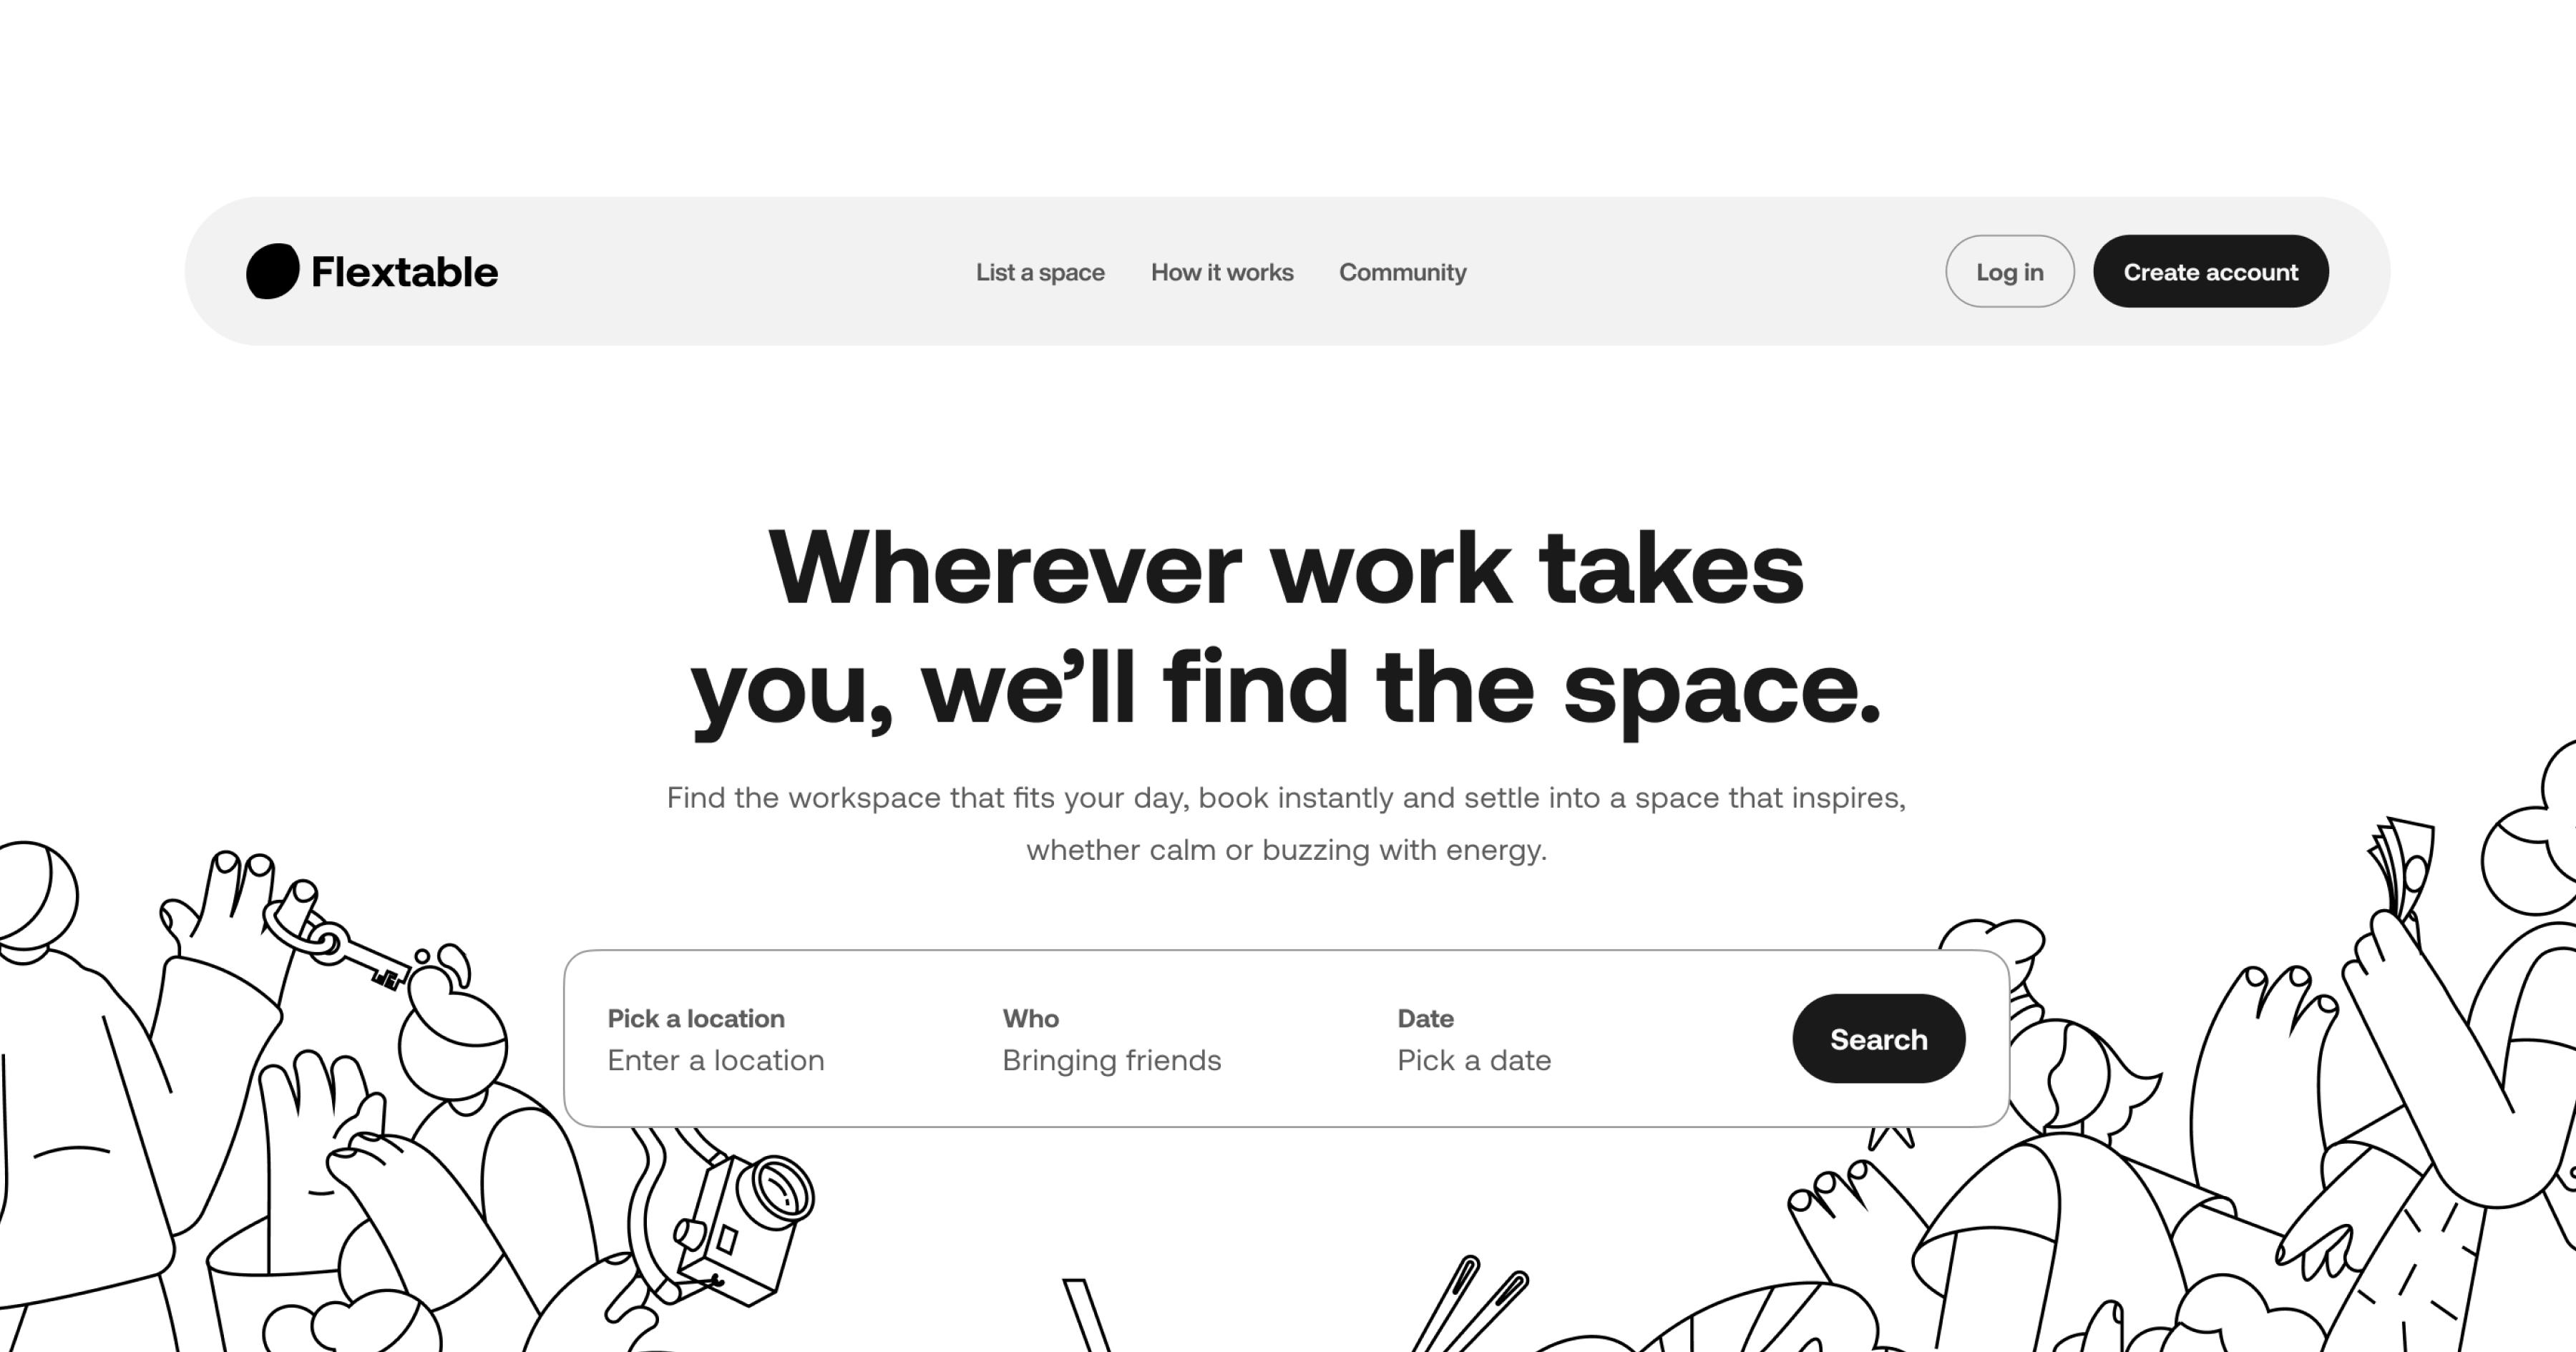 Flextable
List a space
How it works
Community
Log in
Create account
Wherever work takes
you, we’ll find the space.
Find the workspace that fits your day, book instantly and settle into a space that inspires,
whether calm or buzzing with energy.
Pick a location
Enter a location
Who
Bringing friends
Date
Pick a date
Search